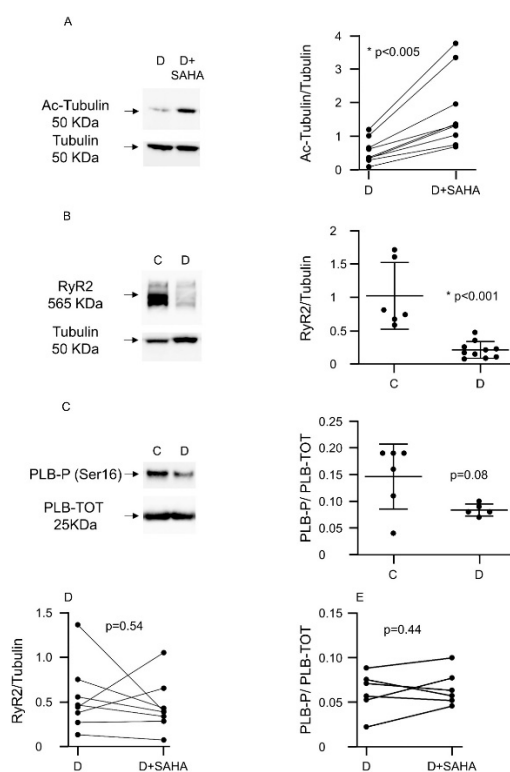 A
D D+
SAHA
Ac-Tubulin
50 KDa
Tubulin
50 KDa
Ac-Tubulin/Tubulin
4
3
2
1
0
* p<0.005
D D+SAHA
B
C D
RyR2
565 KDa
Tubulin
50 KDa
RyR2/Tubulin
2
1.5
1
0.5
0
* p<0.001
C D
C
C D
PLB-P (Ser16)
PLB-TOT
25KDa
PLB-P/ PLB-TOT
0.25
0.20
0.15
0.10
0.05
0.00
p=0.08
C D
D
RyR2/Tubulin
1.5
1.0
0.5
0
p=0.54
D D+SAHA
E
PLB-P/ PLB-TOT
0.15
0.10
0.05
0
p=0.44
D D+SAHA